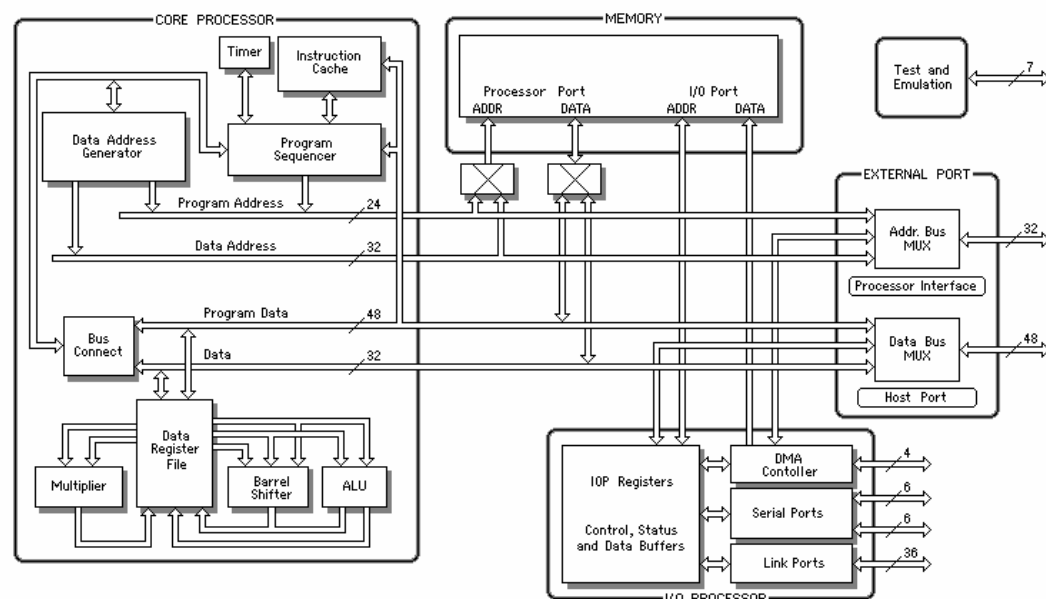 CORE PROCESSOR
Timer
Instruction
Cache
Data Address
Generator
Program
Sequencer
Program Address
24
Data Address
32
Program Data
48
Bus
Connect
Data
32
Data
Register
File
Multiplier
Barrel
Shifter
ALU
MEMORY
Processor Port
I/O Port
ADDR
DATA
ADDR
DATA
Test and
Emulation
7
EXTERNAL PORT
Addr. Bus
MUX
32
Processor Interface
Data Bus
MUX
48
Host Port
IOP Registers
Control, Status
and Data Buffers
DMA
Contoller
4
Serial Ports
6
6
Link Ports
36
I/O PROCESSOR